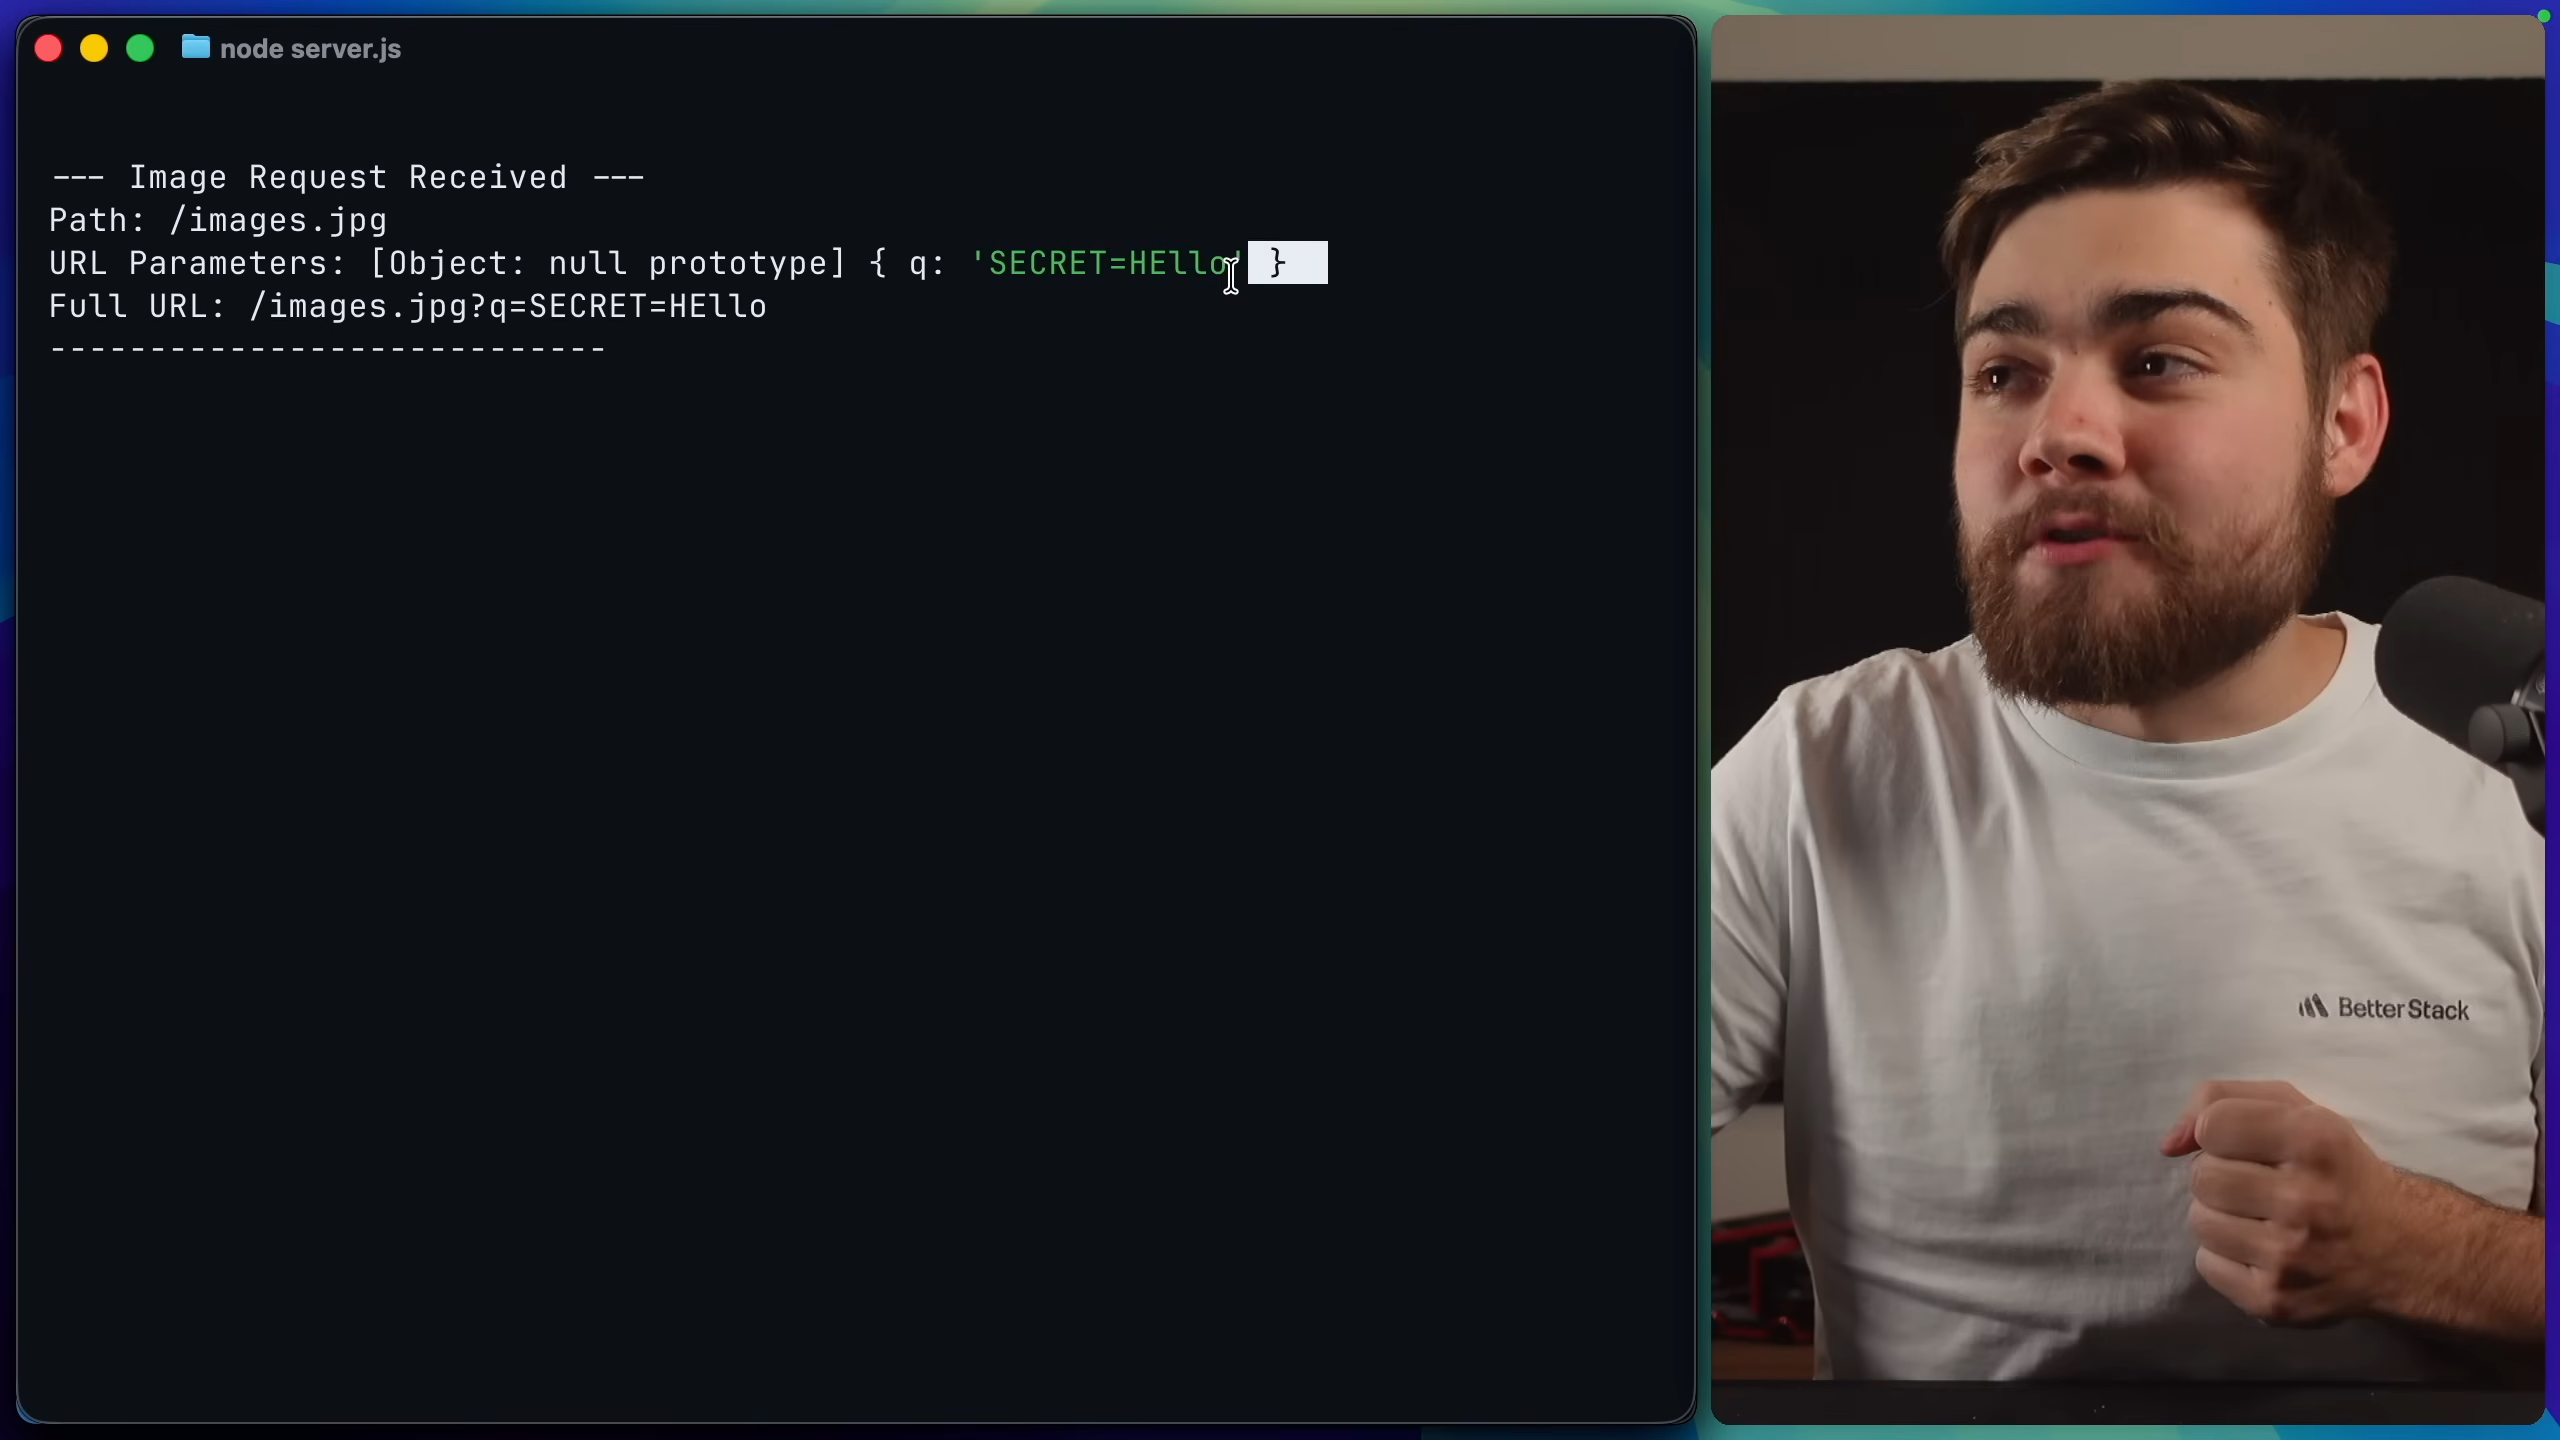 node server.js
--- Image Request Received ---
Path: /images.jpg
URL Parameters: [Object: null prototype] { q: 'SECRET=HEllo' }
Full URL: /images.jpg?q=SECRET=HEllo
----------------------------
BetterStack